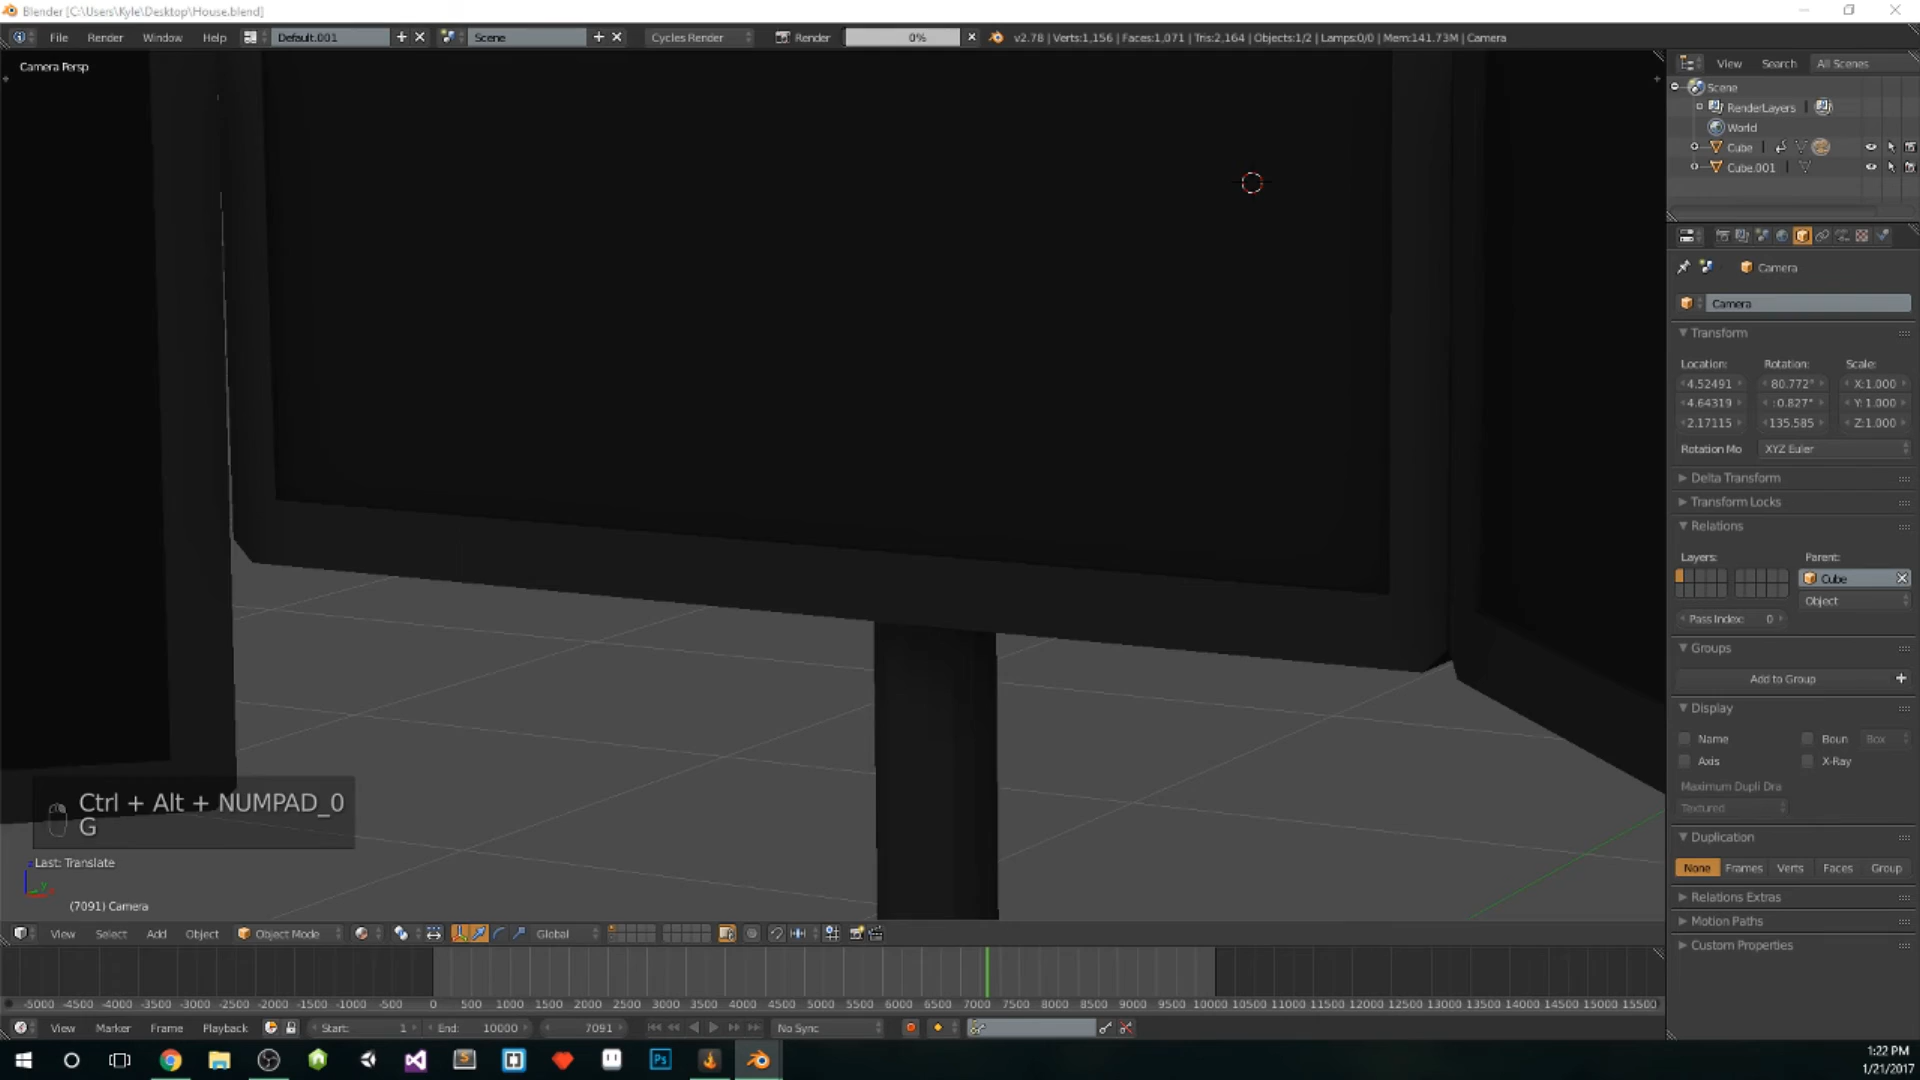 Blender [C:\Users\Kyle\Desktop\House.blend]
File Render Window Help Default.001 Scene Cycles Render Render 0% v2.78 | Verts:1,156 | Faces:1,071 | Tris:2,164 | Objects:1/2 | Lamps:0/0 | Mem:141.73M | Camera
Camera Persp
View Search All Scenes
Scene
RenderLayers
World
Cube
Cube.001
Camera
Camera
Transform
Location: Rotation: Scale:
4.52491 80.772° X:1.000
4.64319 :0.827° Y: 1.000
2.17115 135.585 Z:1.000
Rotation Mo XYZ Euler
Delta Transform
Transform Locks
Relations
Layers: Parent:
Cube
Object
Pass Index: 0
Groups
Add to Group
Display
Name Boun Box
Axis X-Ray
Maximum Dupli Dra
Textured
Duplication
None Frames Verts Faces Group
Relations Extras
Motion Paths
Custom Properties
Ctrl + Alt + NUMPAD_0
G
Last: Translate
(7091) Camera
View Select Add Object Object Mode Global
-5000 -4500 -4000 -3500 -3000 -2500 -2000 -1500 -1000 -500 0 500 1000 1500 2000 2500 3000 3500 4000 4500 5000 5500 6000 6500 7000 7500 8000 8500 9000 9500 10000 10500 11000 11500 12000 12500 13000 13500 14000 14500 15000 15500
View Marker Frame Playback Start: 1 End: 10000 7091 No Sync
Ps
1:22 PM
1/21/2017